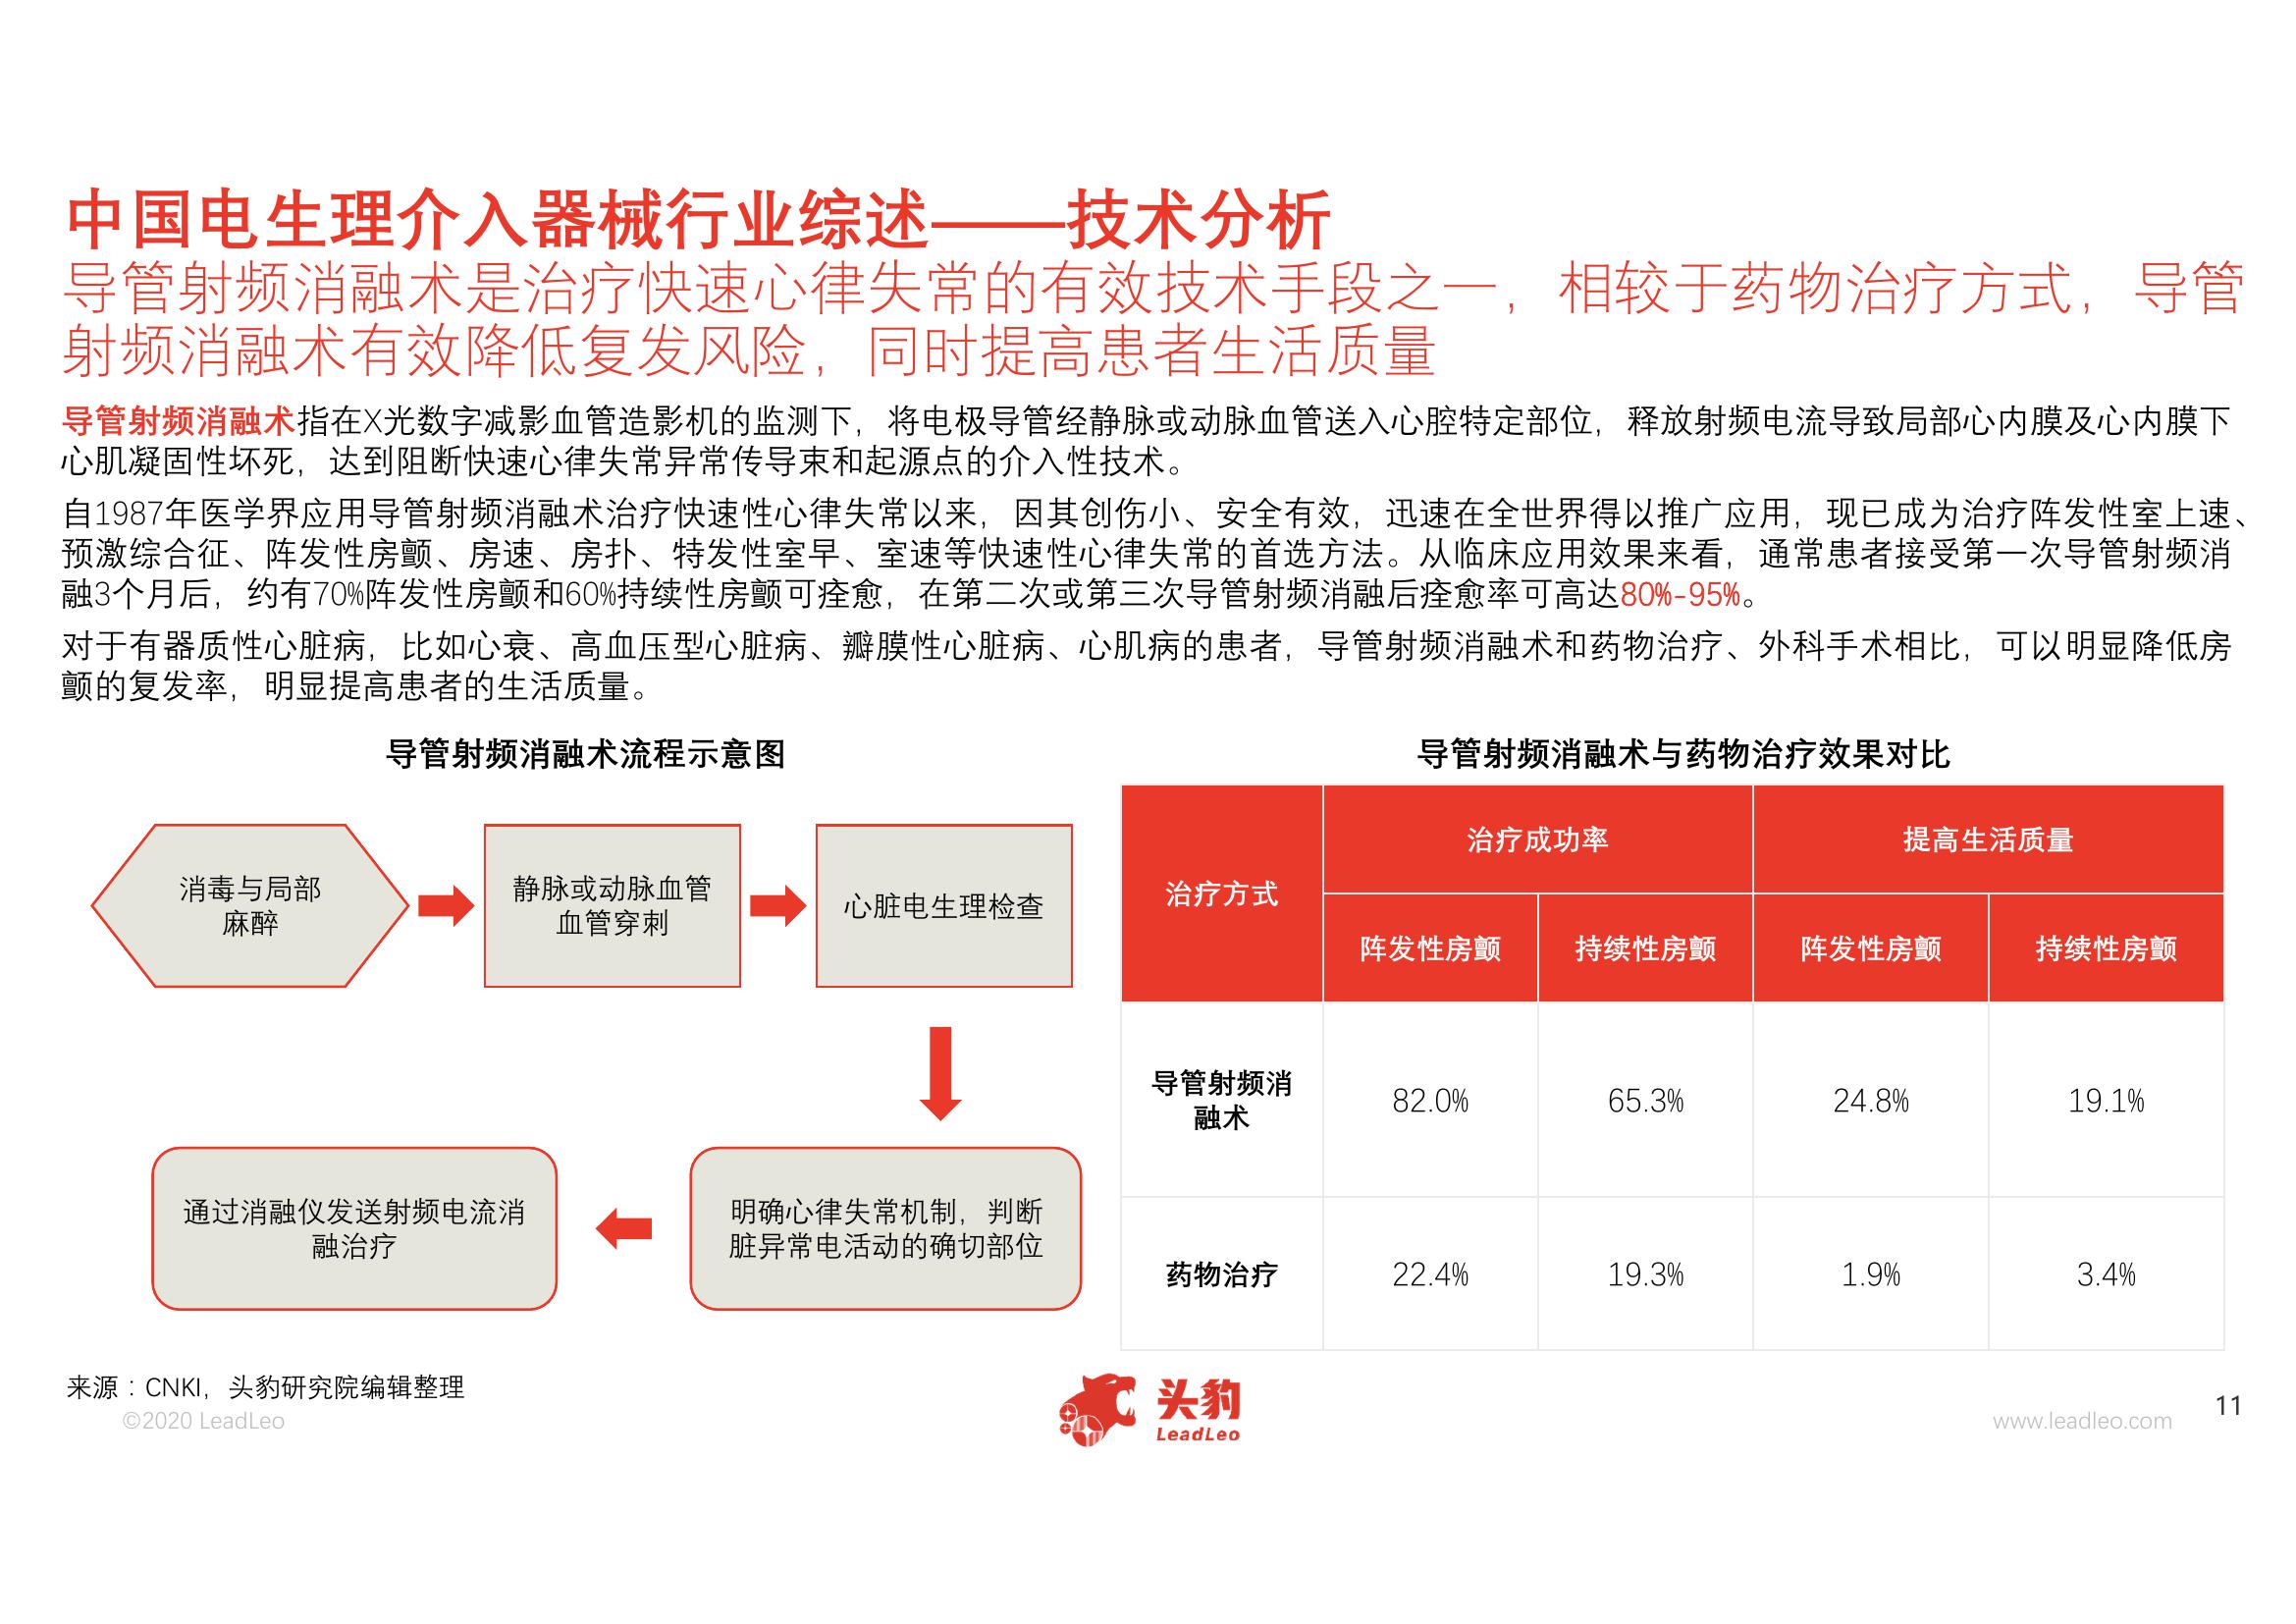 中国电生理介入器械行业综述——技术分析
导管射频消融术是治疗快速心律失常的有效技术手段之一，相较于药物治疗方式，导管
射频消融术有效降低复发风险，同时提高患者生活质量
导管射频消融术指在X光数字减影血管造影机的监测下，将电极导管经静脉或动脉血管送入心腔特定部位，释放射频电流导致局部心内膜及心内膜下
心肌凝固性坏死，达到阻断快速心律失常异常传导束和起源点的介入性技术。
自1987年医学界应用导管射频消融术治疗快速性心律失常以来，因其创伤小、安全有效，迅速在全世界得以推广应用，现已成为治疗阵发性室上速、
预激综合征、阵发性房颤、房速、房扑、特发性室早、室速等快速性心律失常的首选方法。从临床应用效果来看，通常患者接受第一次导管射频消
融3个月后，约有70%阵发性房颤和60%持续性房颤可痊愈，在第二次或第三次导管射频消融后痊愈率可高达80%-95%。
对于有器质性心脏病，比如心衰、高血压型心脏病、瓣膜性心脏病、心肌病的患者，导管射频消融术和药物治疗、外科手术相比，可以明显降低房
颤的复发率，明显提高患者的生活质量。
导管射频消融术流程示意图
消毒与局部
麻醉
静脉或动脉血管
血管穿刺
心脏电生理检查
明确心律失常机制，判断
脏异常电活动的确切部位
通过消融仪发送射频电流消
融治疗
导管射频消融术与药物治疗效果对比
治疗方式
治疗成功率
提高生活质量
阵发性房颤
持续性房颤
阵发性房颤
持续性房颤
导管射频消
融术
82.0%
65.3%
24.8%
19.1%
药物治疗
22.4%
19.3%
1.9%
3.4%
来源：CNKI，头豹研究院编辑整理
©2020 LeadLeo
头豹
LeadLeo
www.leadleo.com
11